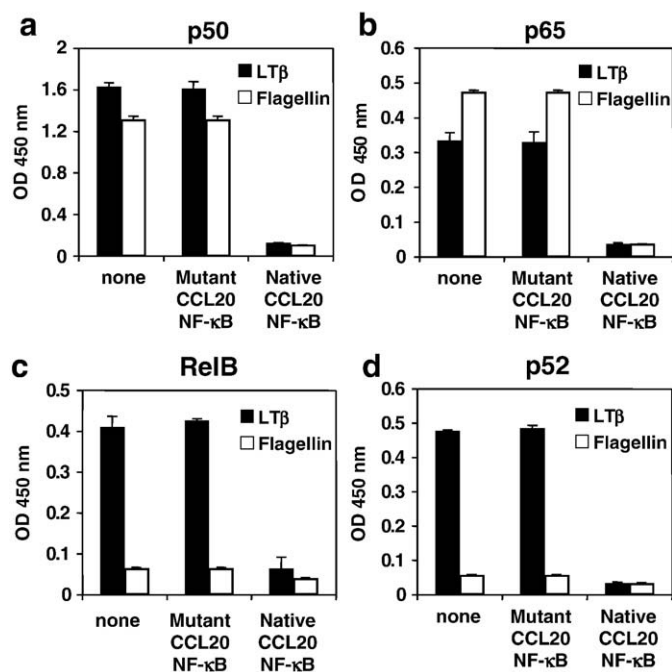 a
p50
OD 450 nm
2
1.6
1.2
0.8
0.4
0
LTβ
Flagellin
none
Mutant
CCL20
NF-κB
Native
CCL20
NF-κB
b
p65
OD 450 nm
0.6
0.5
0.4
0.3
0.2
0.1
0
LTβ
Flagellin
none
Mutant
CCL20
NF-κB
Native
CCL20
NF-κB
c
RelB
OD 450 nm
0.5
0.4
0.3
0.2
0.1
0
LTβ
Flagellin
none
Mutant
CCL20
NF-κB
Native
CCL20
NF-κB
d
p52
OD 450 nm
0.6
0.5
0.4
0.3
0.2
0.1
0
LTβ
Flagellin
none
Mutant
CCL20
NF-κB
Native
CCL20
NF-κB